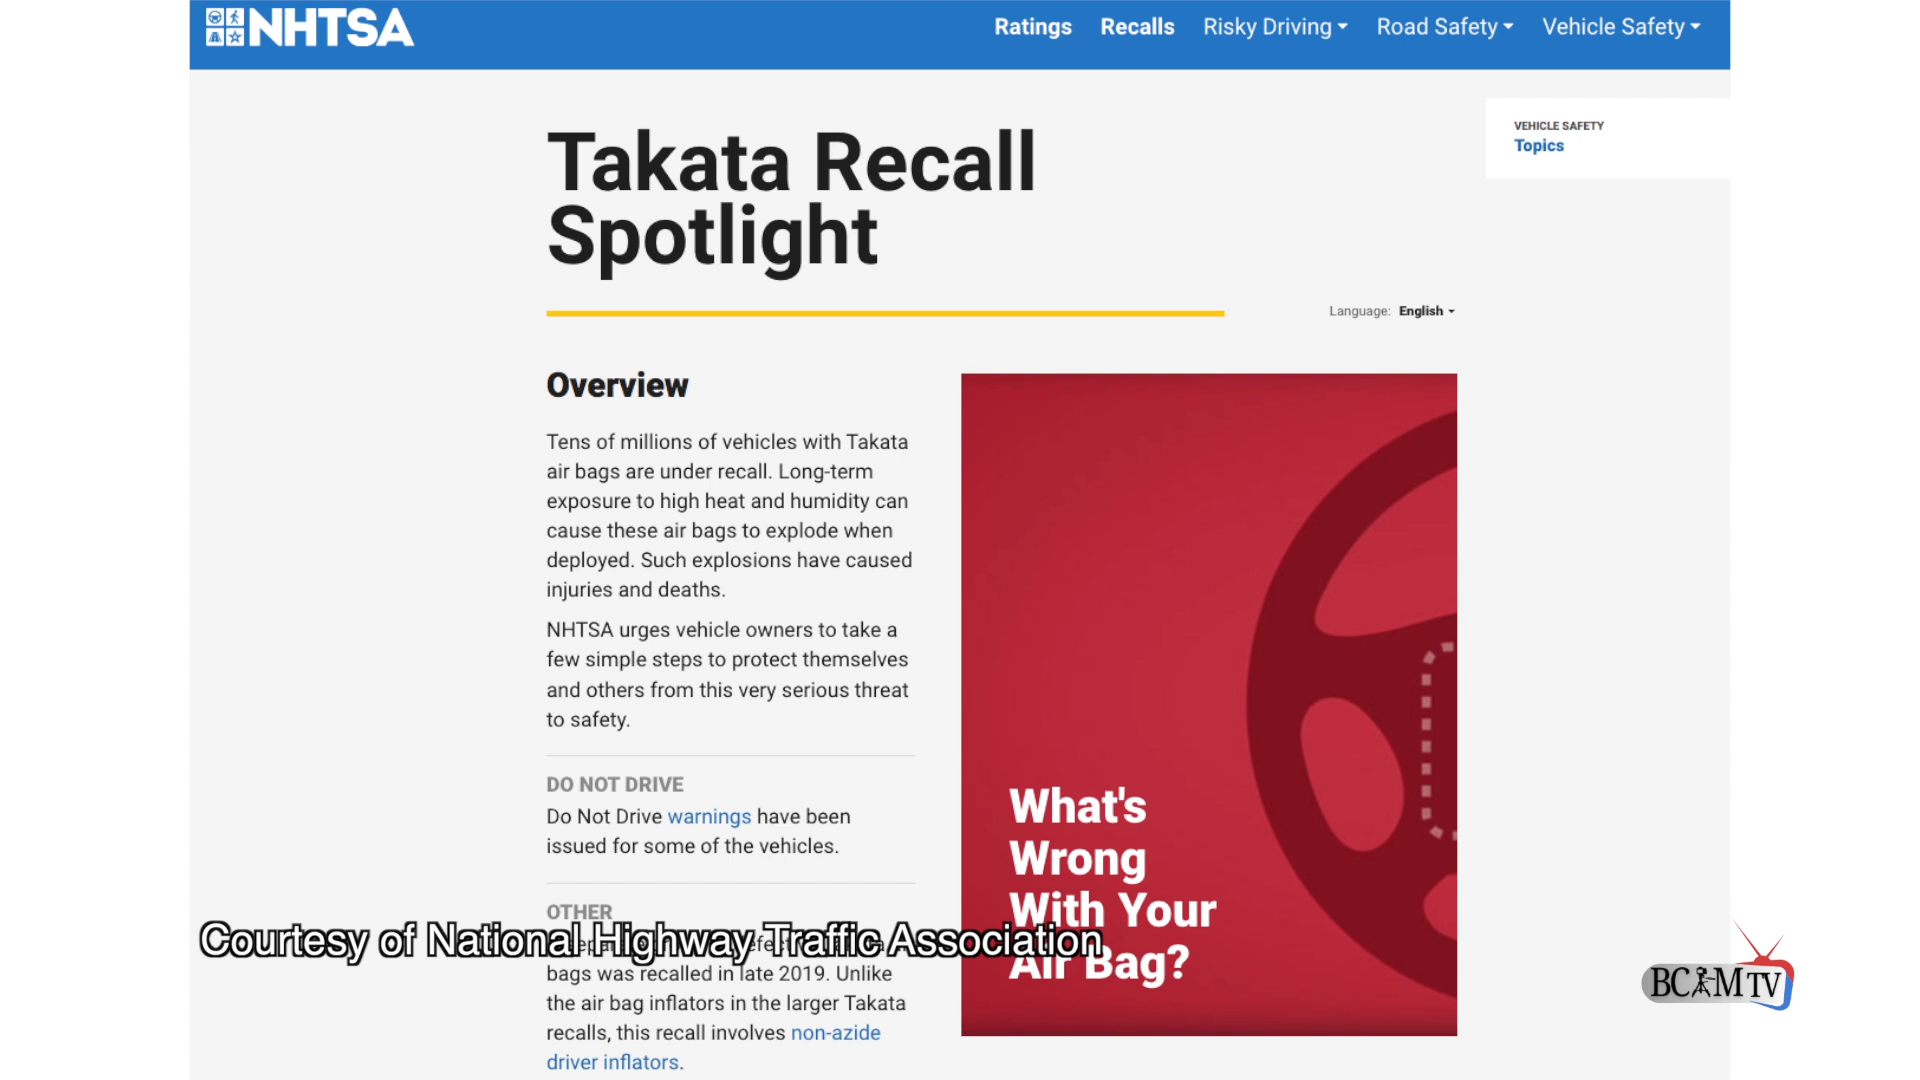 NHTSA
Ratings Recalls Risky Driving Road Safety Vehicle Safety
VEHICLE SAFETY
Topics
Takata Recall
Spotlight
Language: English
Overview
Tens of millions of vehicles with Takata
air bags are under recall. Long-term
exposure to high heat and humidity can
cause these air bags to explode when
deployed. Such explosions have caused
injuries and deaths.
NHTSA urges vehicle owners to take a
few simple steps to protect themselves
and others from this very serious threat
to safety.
DO NOT DRIVE
Do Not Drive warnings have been
issued for some of the vehicles.
OTHER
bags was recalled in late 2019. Unlike
the air bag inflators in the larger Takata
recalls, this recall involves non-azide
driver inflators.
What's
Wrong
With Your
Air Bag?
Courtesy of National Highway Traffic Association
BCAM TV